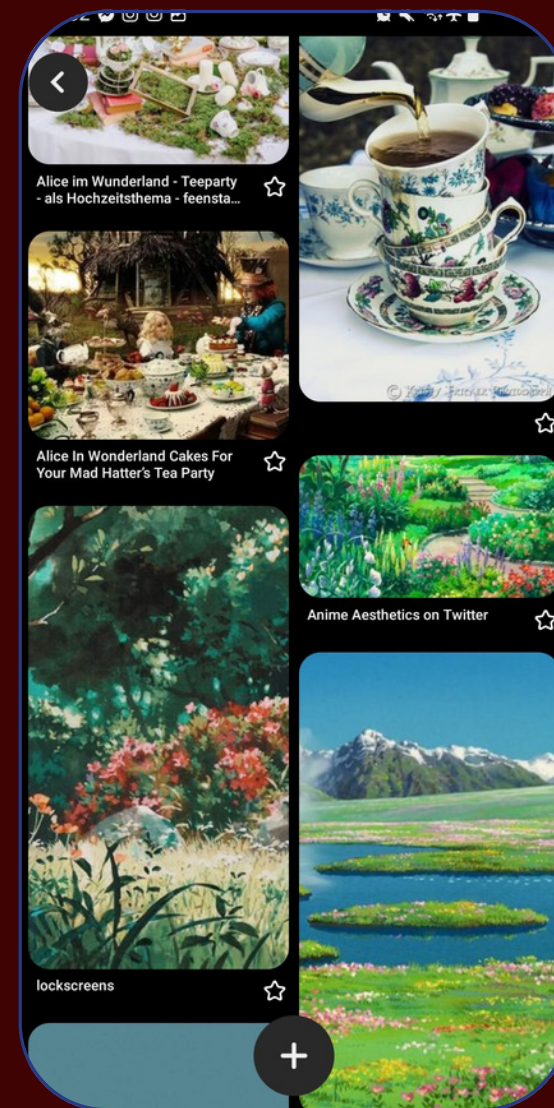 Alice im Wunderland - Teeparty
- als Hochzeitsthema - feensta...
Alice In Wonderland Cakes For
Your Mad Hatter's Tea Party
Anime Aesthetics on Twitter
lockscreens